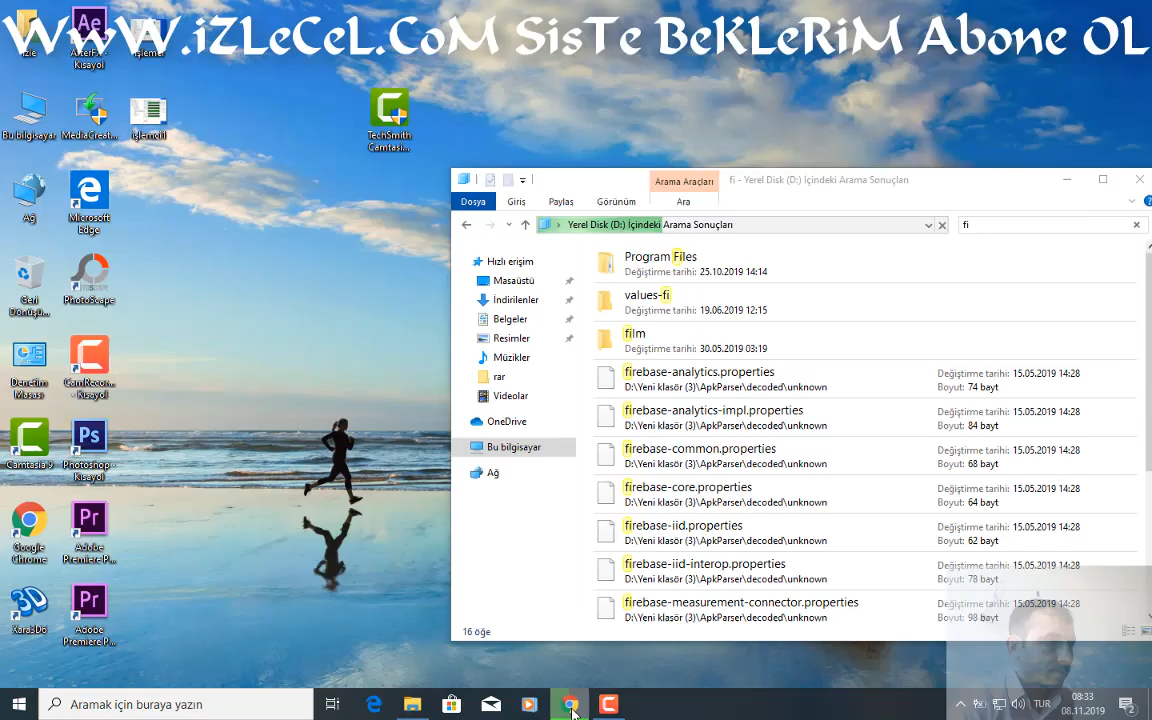 WwW.iZLeCeL.CoM SisTe BeKLeRiM Abone OL
izle
AfterFx - Kısayol
işlemci
Bu bilgisayar
MediaCreat...
işlemci1
TechSmith Camtasi...
Ağ
Microsoft Edge
Geri Dönüşü...
PhotoScape
Denetim Masası
CamRecor... - Kısayol
Camtasia 9
Photoshop - Kısayol
Google Chrome
Adobe Premiere P...
Xara3D6
Adobe Premiere P...
Arama Araçları
fi - Yerel Disk (D:) İçindeki Arama Sonuçları
Dosya
Giriş
Paylaş
Görünüm
Ara
Yerel Disk (D:) İçindeki Arama Sonuçları
fi
Hızlı erişim
Masaüstü
İndirilenler
Belgeler
Resimler
Müzikler
rar
Videolar
OneDrive
Bu bilgisayar
Ağ
Program Files
Değiştirme tarihi: 25.10.2019 14:14
values-fi
Değiştirme tarihi: 19.06.2019 12:15
film
Değiştirme tarihi: 30.05.2019 03:19
firebase-analytics.properties
Değiştirme tarihi: 15.05.2019 14:28
D:\Yeni klasör (3)\ApkParser\decoded\unknown
Boyut: 74 bayt
firebase-analytics-impl.properties
Değiştirme tarihi: 15.05.2019 14:28
D:\Yeni klasör (3)\ApkParser\decoded\unknown
Boyut: 84 bayt
firebase-common.properties
Değiştirme tarihi: 15.05.2019 14:28
D:\Yeni klasör (3)\ApkParser\decoded\unknown
Boyut: 68 bayt
firebase-core.properties
Değiştirme tarihi: 15.05.2019 14:28
D:\Yeni klasör (3)\ApkParser\decoded\unknown
Boyut: 64 bayt
firebase-iid.properties
Değiştirme tarihi: 15.05.2019 14:28
D:\Yeni klasör (3)\ApkParser\decoded\unknown
Boyut: 62 bayt
firebase-iid-interop.properties
Değiştirme tarihi: 15.05.2019 14:28
D:\Yeni klasör (3)\ApkParser\decoded\unknown
Boyut: 78 bayt
firebase-measurement-connector.properties
Değiştirme tarihi: 15.05.2019 14:28
D:\Yeni klasör (3)\ApkParser\decoded\unknown
Boyut: 98 bayt
16 öğe
Aramak için buraya yazın
TUR
08:33
08.11.2019
2